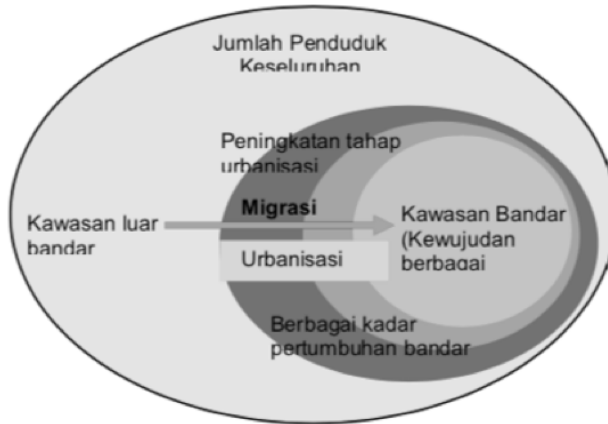 Jumlah Penduduk
Keseluruhan
Peningkatan tahap
urbanisasi
Migrasi
Kawasan luar
bandar
Kawasan Bandar
(Kewujudan
berbagai
Urbanisasi
Berbagai kadar
pertumbuhan bandar